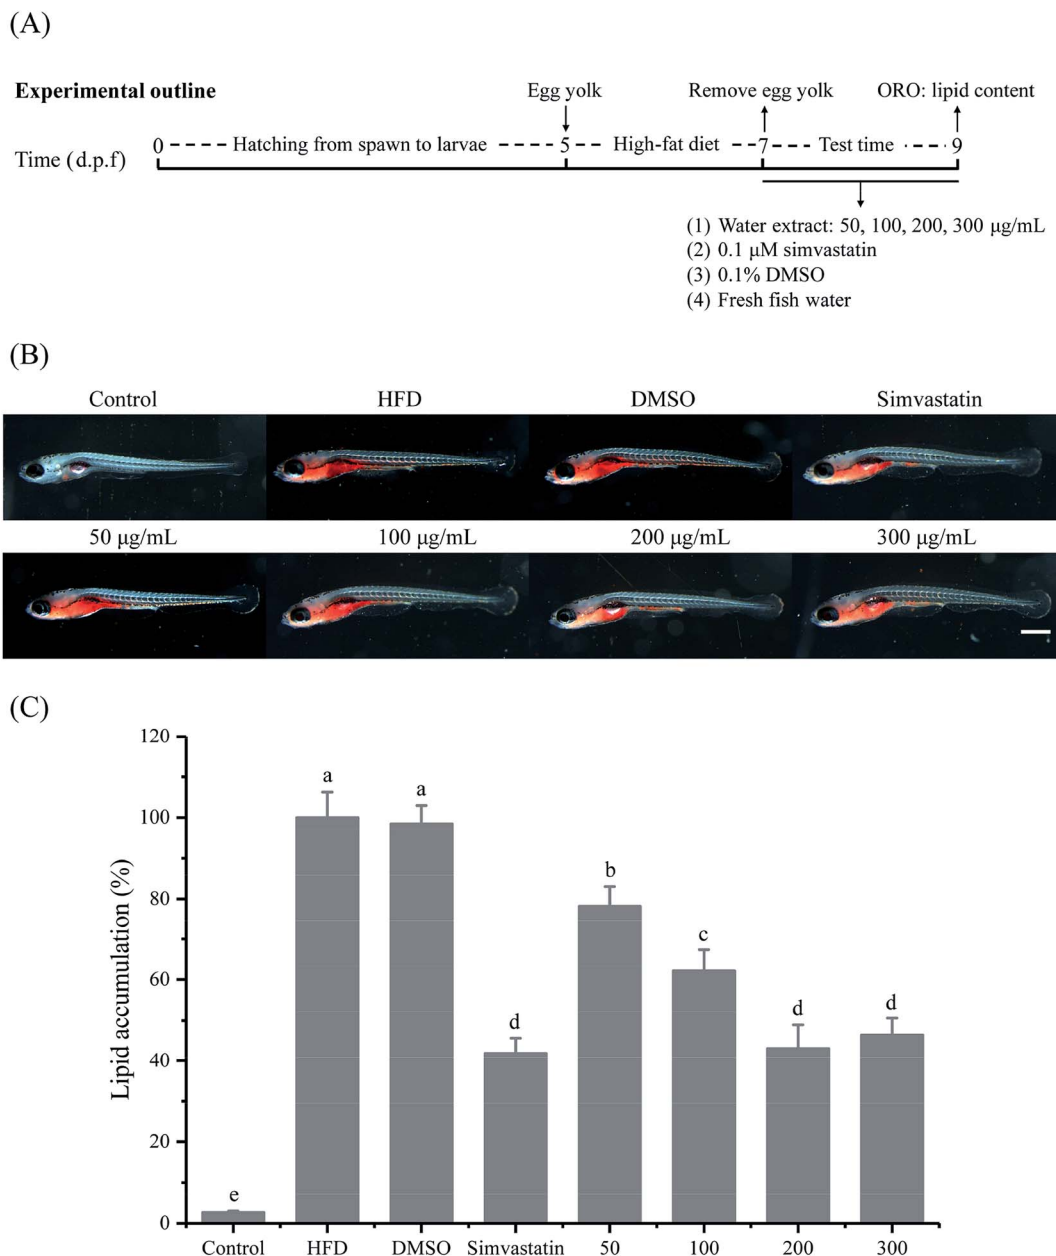 (A)
Experimental outline
Egg yolk
Remove egg yolk
ORO: lipid content
Time (d.p.f)
0 Hatching from spawn to larvae 5 High-fat diet 7 Test time 9
(1) Water extract: 50, 100, 200, 300 μg/mL
(2) 0.1 μM simvastatin
(3) 0.1% DMSO
(4) Fresh fish water
(B)
Control HFD DMSO Simvastatin
50 μg/mL 100 μg/mL 200 μg/mL 300 μg/mL
(C)
Lipid accumulation (%)
120
100
80
60
40
20
0
e
a
a
d
b
c
d
d
Control HFD DMSO Simvastatin 50 100 200 300